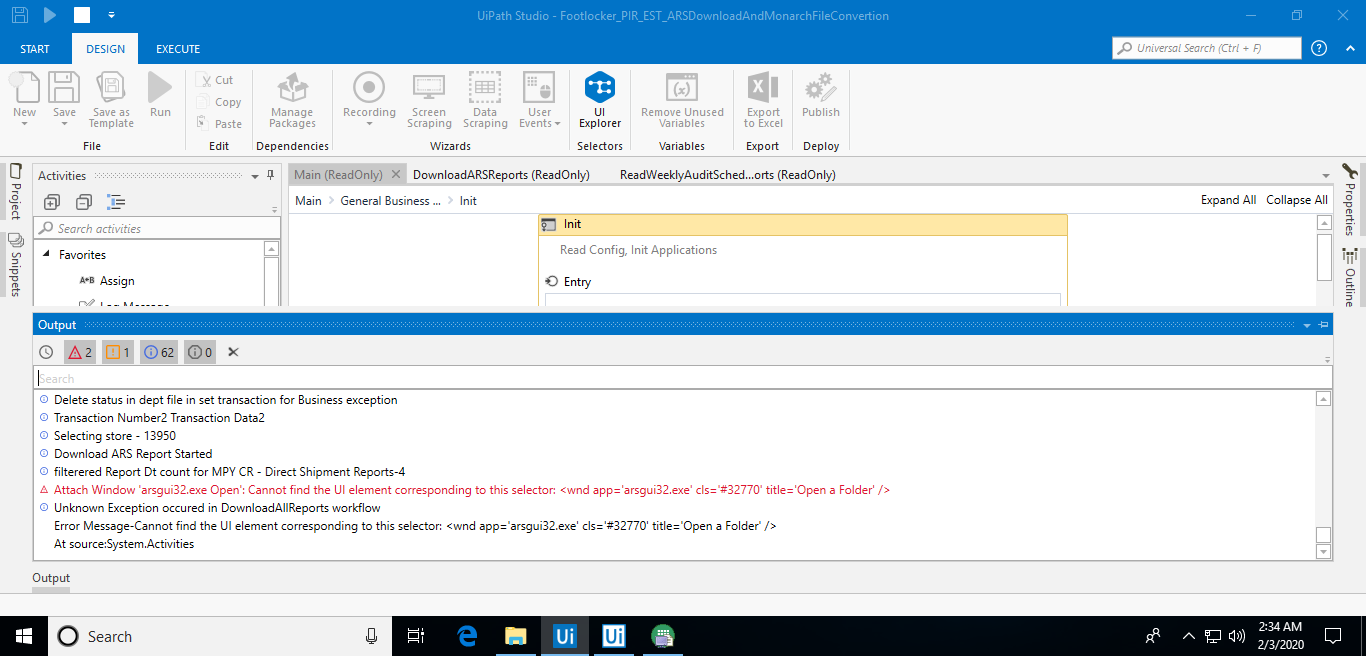 UiPath Studio - Footlocker_PIR_EST_ARSDownloadAndMonarchFileConvertion
START DESIGN EXECUTE
Universal Search (Ctrl + F)
New
Save
Save as Template
Run
Cut
Copy
Paste
Manage Packages
Recording
Screen Scraping
Data Scraping
User Events
UI Explorer
Remove Unused Variables
Export to Excel
Publish
File Edit Dependencies Wizards Selectors Variables Export Deploy
Project
Snippets
Activities
Search activities
Favorites
A+B Assign
Log Message
Main (ReadOnly) DownloadARSReports (ReadOnly) ReadWeeklyAuditSched...orts (ReadOnly)
Main > General Business ... > Init
Expand All Collapse All
Init
Read Config, Init Applications
Entry
Properties
Outline
Output
2 1 62 0
Search
Delete status in dept file in set transaction for Business exception
Transaction Number2 Transaction Data2
Selecting store - 13950
Download ARS Report Started
filterered Report Dt count for MPY CR - Direct Shipment Reports-4
Attach Window 'arsgui32.exe Open': Cannot find the UI element corresponding to this selector: <wnd app='arsgui32.exe' cls='#32770' title='Open a Folder' />
Unknown Exception occured in DownloadAllReports workflow
Error Message-Cannot find the UI element corresponding to this selector: <wnd app='arsgui32.exe' cls='#32770' title='Open a Folder' />
At source:System.Activities
Output
Search
Ui
Ui
2:34 AM
2/3/2020